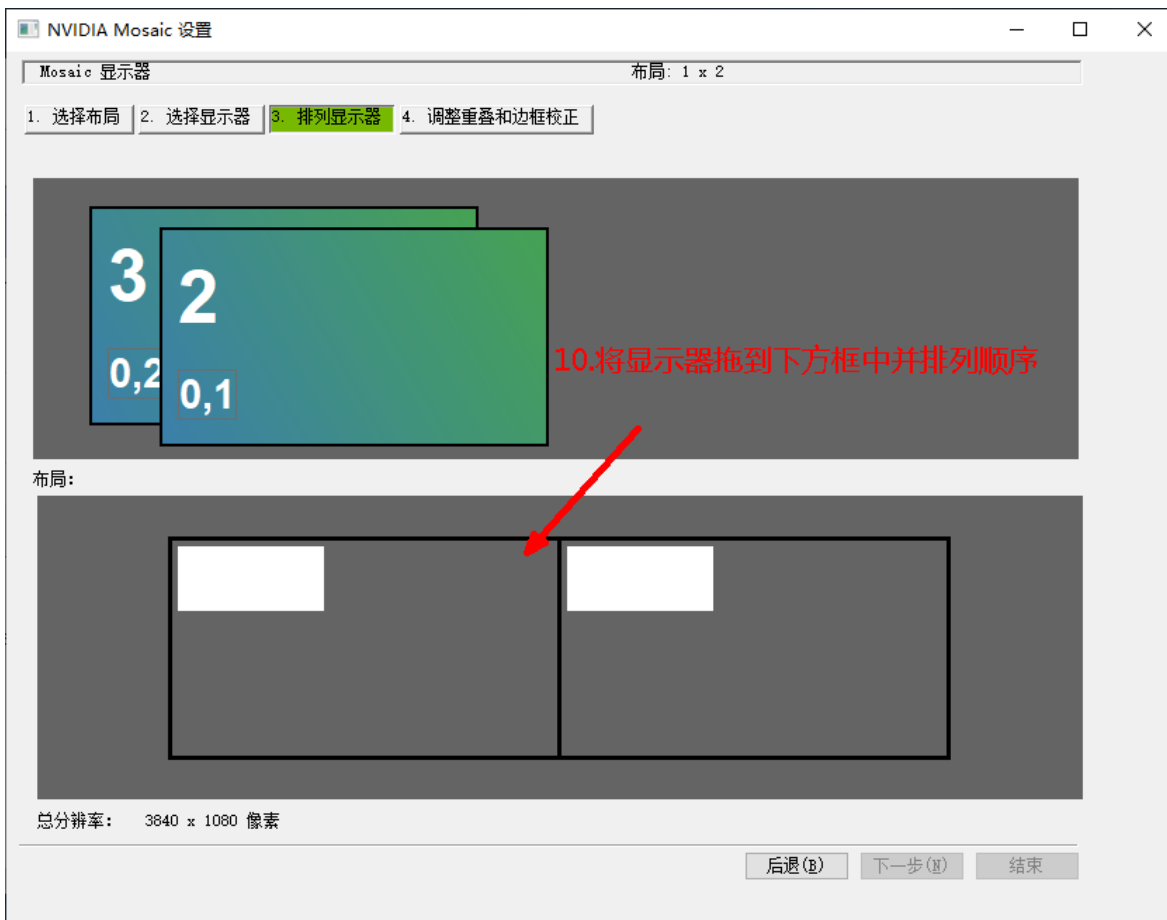 NVIDIA Mosaic 设置
Mosaic 显示器 布局: 1 x 2
1. 选择布局 2. 选择显示器 3. 排列显示器 4. 调整重叠和边框校正
3
2
0,2
0,1
10.将显示器拖到下方框中并排列顺序
布局:
总分辨率: 3840 x 1080 像素
后退(B) 下一步(N) 结束